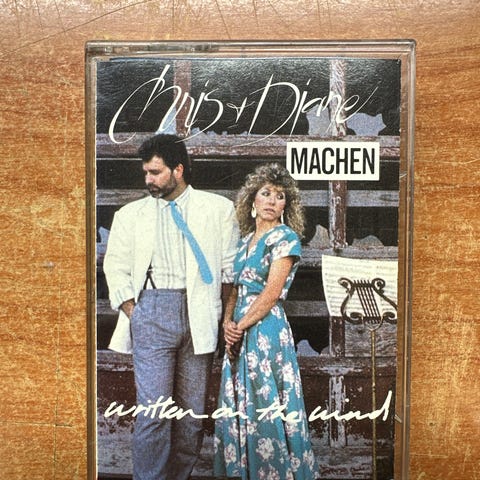 Chris + Diane
MACHEN
written on the wind